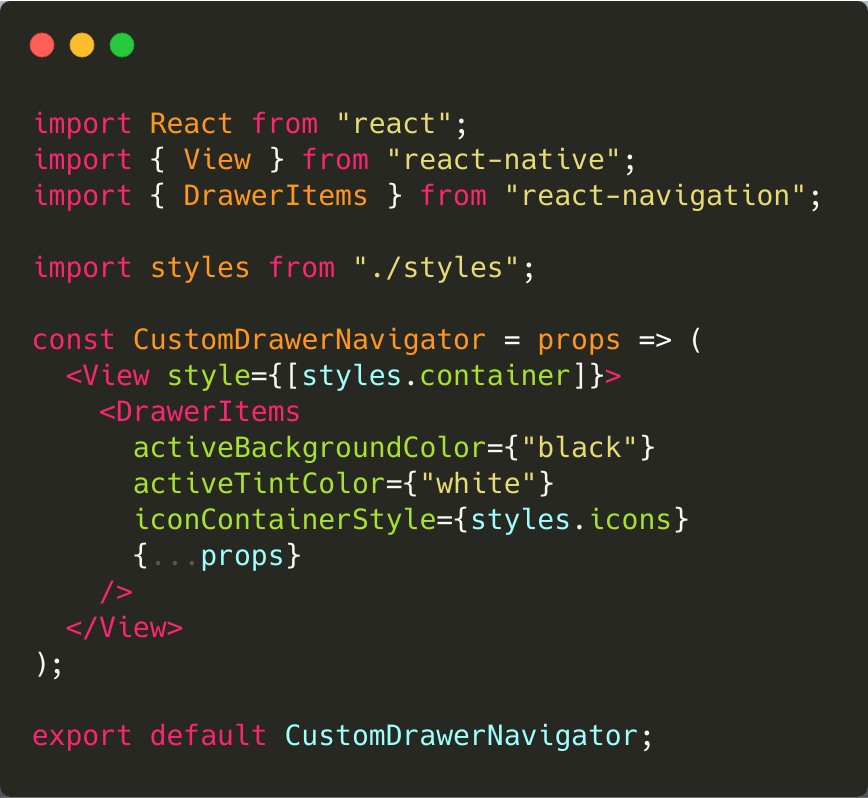 import React from "react";
import { View } from "react-native";
import { DrawerItems } from "react-navigation";

import styles from "./styles";

const CustomDrawerNavigator = props => (
  <View style={[styles.container]}>
    <DrawerItems
      activeBackgroundColor={"black"}
      activeTintColor={"white"}
      iconContainerStyle={styles.icons}
      {...props}
    />
  </View>
);

export default CustomDrawerNavigator;